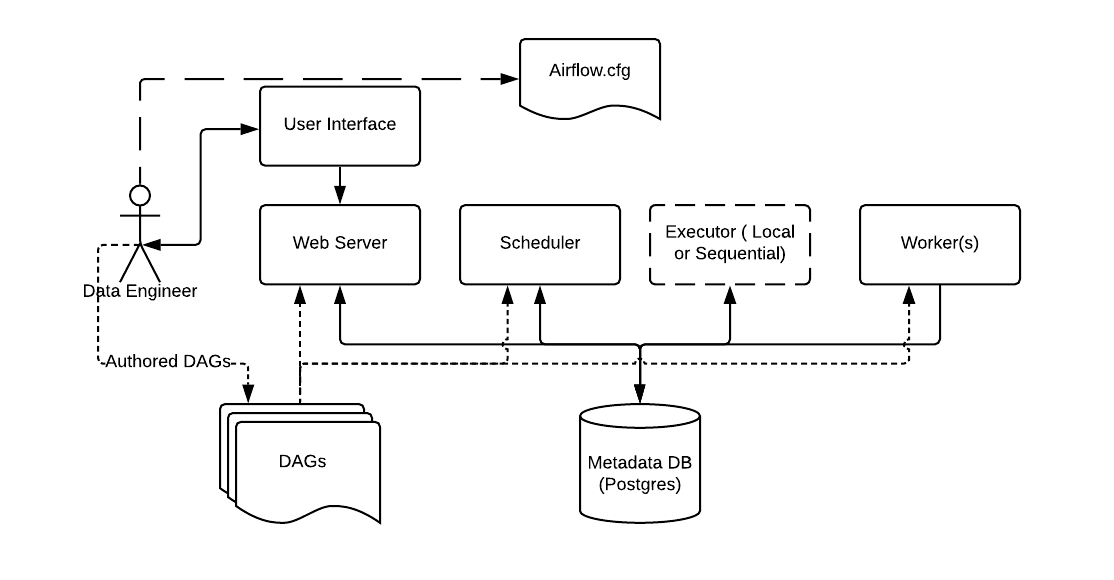 Airflow.cfg
User Interface
Web Server
Scheduler
Executor ( Local
or Sequential)
Worker(s)
Data Engineer
Authored DAGs
DAGs
Metadata DB
(Postgres)